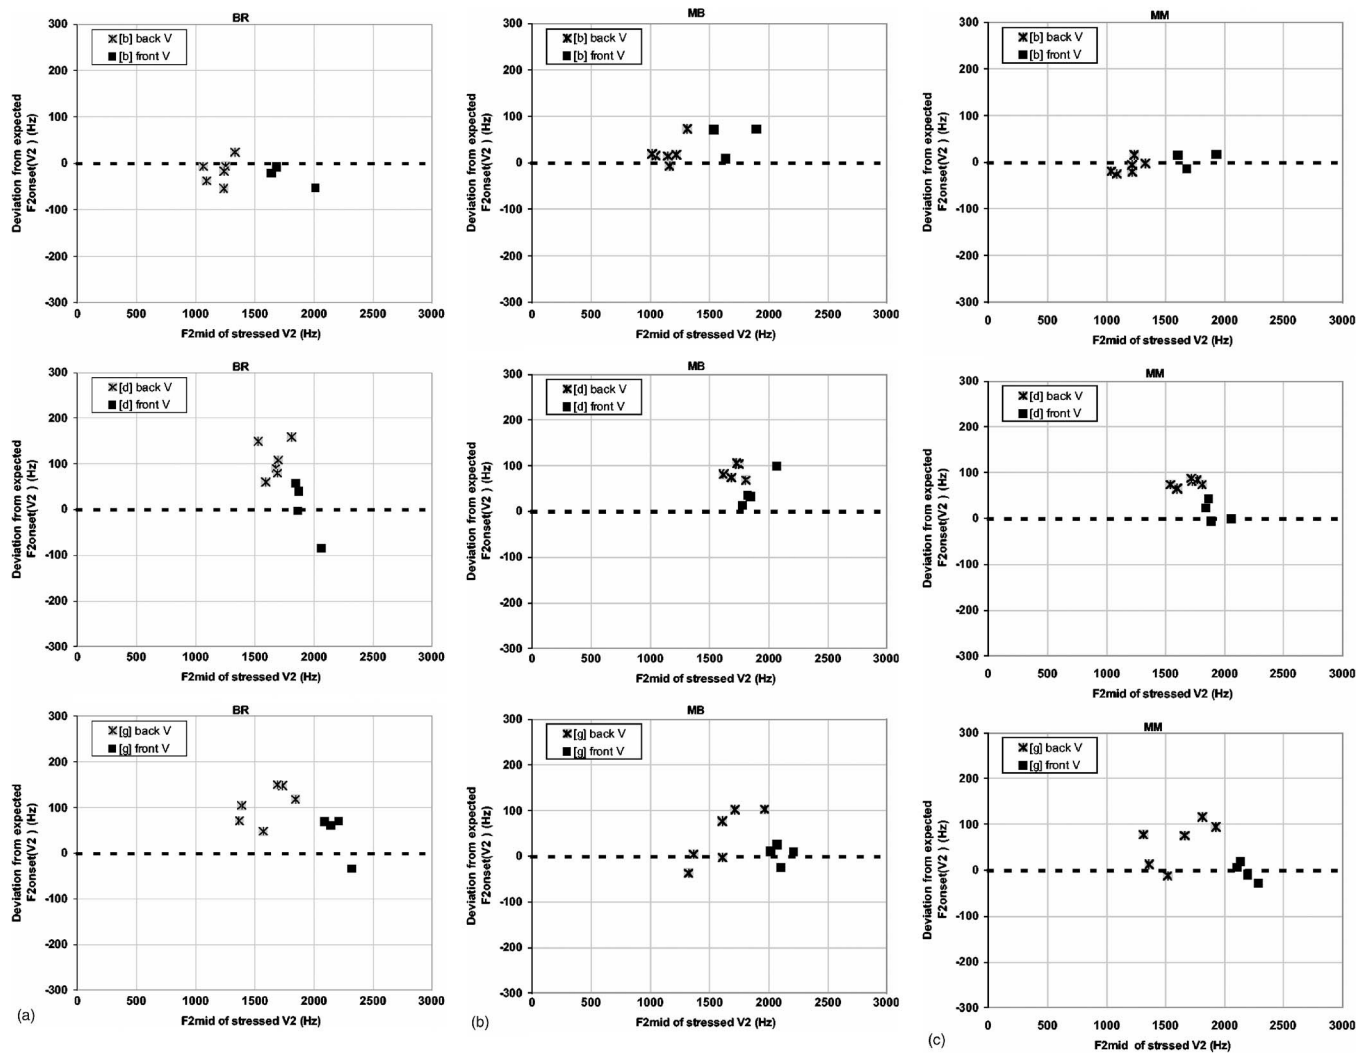 BR
[b] back V
[b] front V
300
200
100
0
-100
-200
-300
Deviation from expected
F2onset(V2 ) (Hz)
0 500 1000 1500 2000 2500 3000
F2mid of stressed V2 (Hz)
MB
[b] back V
[b] front V
300
200
100
0
-100
-200
-300
Deviation from expected
F2onset(V2 ) (Hz)
0 500 1000 1500 2000 2500 3000
F2mid of stressed V2 (Hz)
MM
[b] back V
[b] front V
300
200
100
0
-100
-200
-300
Deviation from expected
F2onset(V2 ) (Hz)
0 500 1000 1500 2000 2500 3000
F2mid of stressed V2 (Hz)
BR
[d] back V
[d] front V
300
200
100
0
-100
-200
-300
Deviation from expected
F2onset(V2 ) (Hz)
0 500 1000 1500 2000 2500 3000
F2mid of stressed V2 (Hz)
MB
[d] back V
[d] front V
300
200
100
0
-100
-200
-300
Deviation from expected
F2onset(V2 ) (Hz)
0 500 1000 1500 2000 2500 3000
F2mid of stressed V2 (Hz)
MM
[d] back V
[d] front V
300
200
100
0
-100
-200
-300
Deviation from expected
F2onset(V2 ) (Hz)
0 500 1000 1500 2000 2500 3000
F2mid of stressed V2 (Hz)
BR
[g] back V
[g] front V
300
200
100
0
-100
-200
-300
Deviation from expected
F2onset(V2 ) (Hz)
0 500 1000 1500 2000 2500 3000
F2mid of stressed V2 (Hz)
(a)
MB
[g] back V
[g] front V
300
200
100
0
-100
-200
-300
Deviation from expected
F2onset(V2 ) (Hz)
0 500 1000 1500 2000 2500 3000
F2mid of stressed V2 (Hz)
(b)
MM
[g] back V
[g] front V
300
200
100
0
-100
-200
-300
Deviation from expected
F2onset(V2 ) (Hz)
0 500 1000 1500 2000 2500 3000
F2mid of strssed V2 (Hz)
(c)